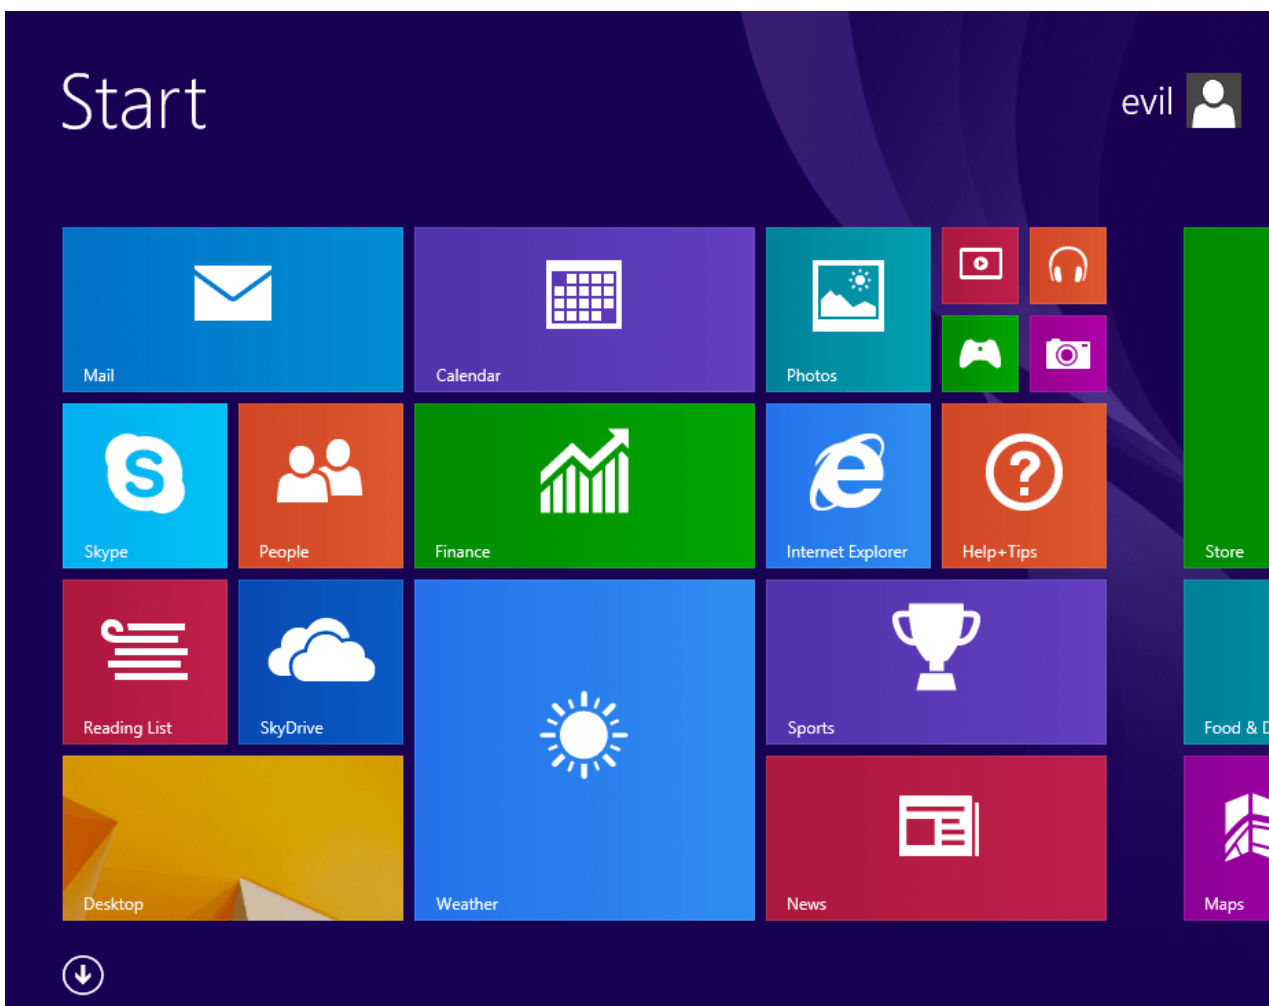 Start
evil
Mail
Calendar
Photos
Skype
People
Finance
Internet Explorer
Help+Tips
Store
Reading List
SkyDrive
Sports
Food & D
Desktop
Weather
News
Maps